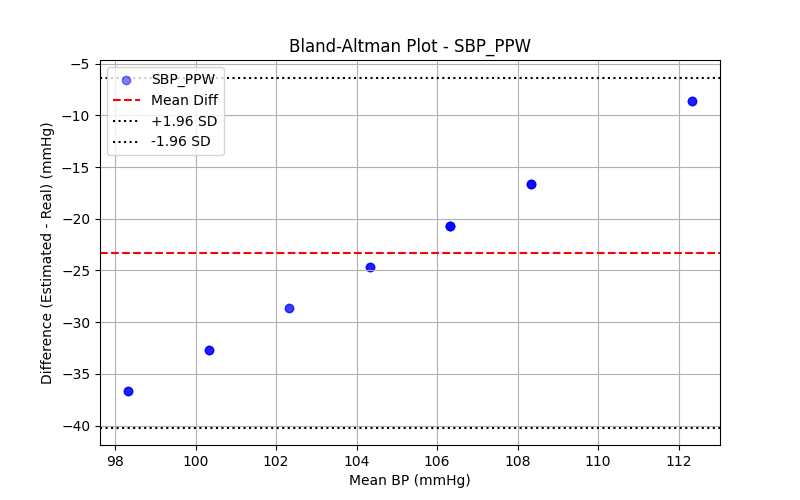 Bland-Altman Plot - SBP_PPW
SBP_PPW
Mean Diff
+1.96 SD
-1.96 SD
Difference (Estimated - Real) (mmHg)
−5
−10
−15
−20
−25
−30
−35
−40
98
100
102
104
106
108
110
112
Mean BP (mmHg)